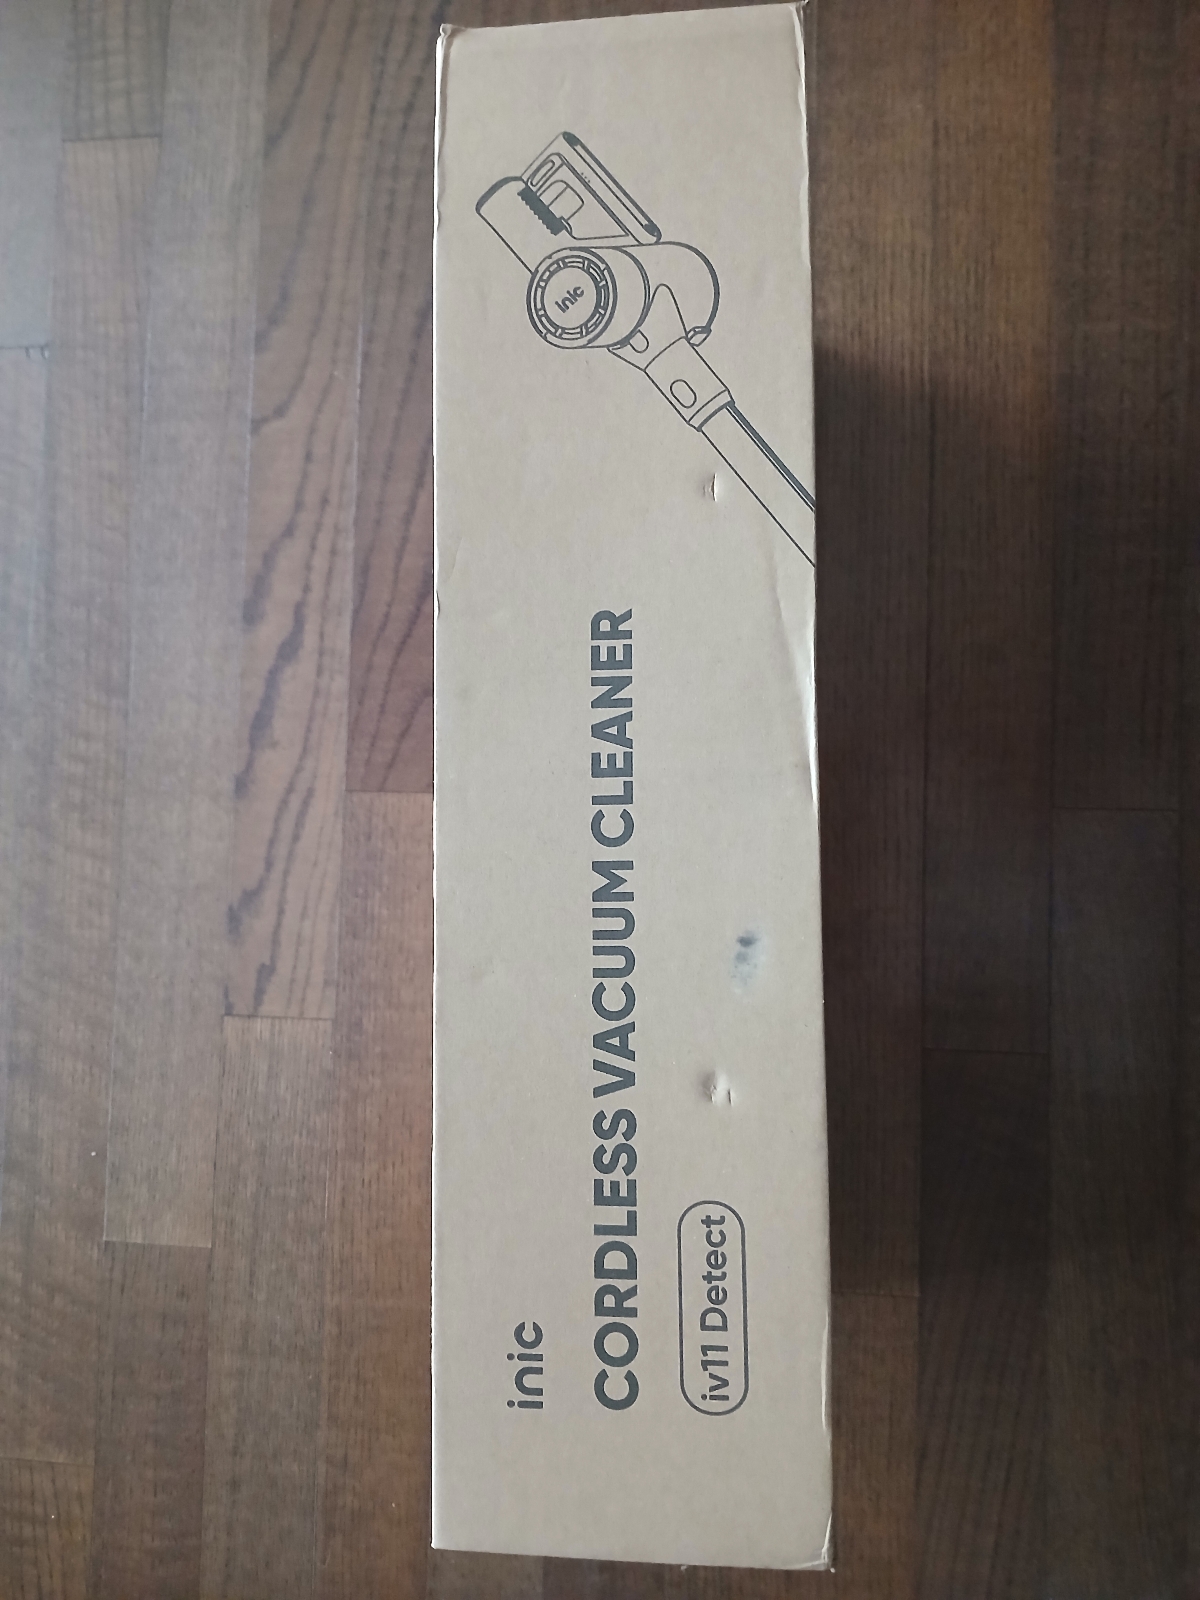 inic
CORDLESS VACUUM CLEANER
iv11 Detect
inic